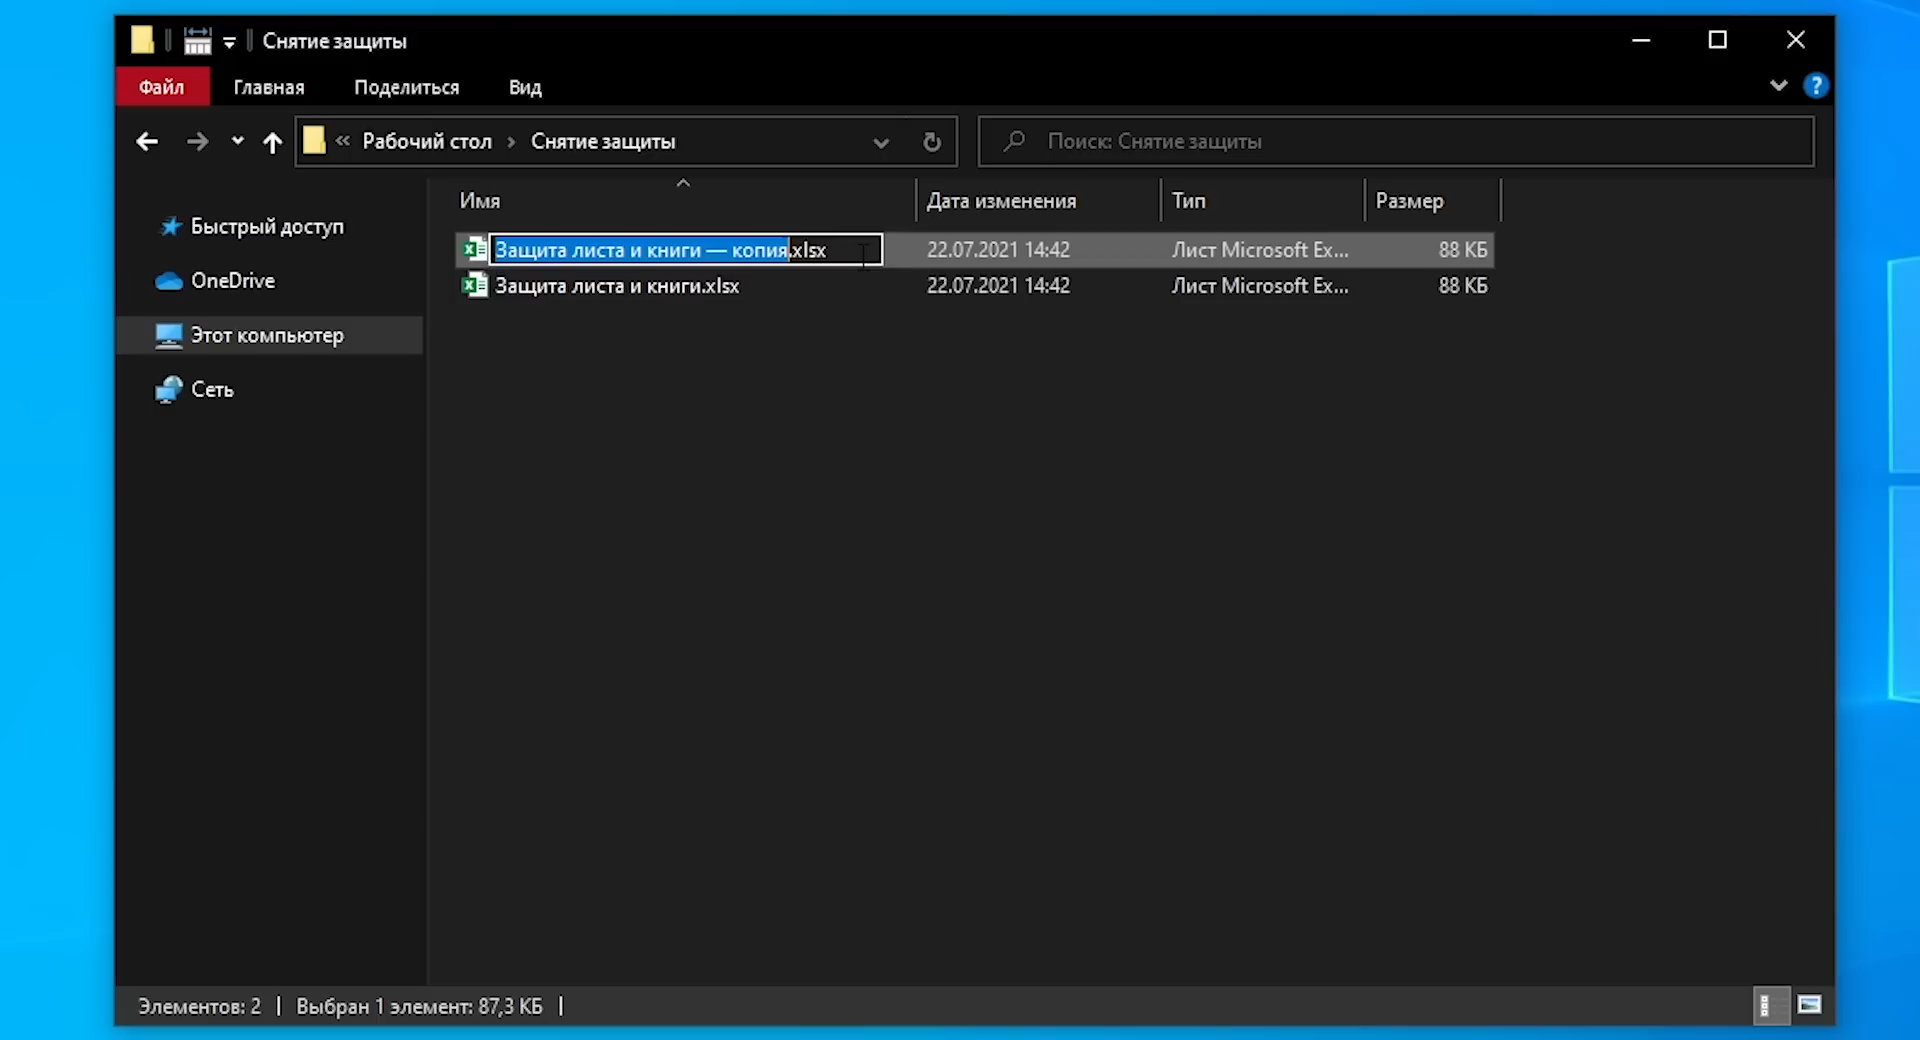 Снятие защиты
Файл Главная Поделиться Вид
?
« Рабочий стол › Снятие защиты
Поиск: Снятие защиты
Имя Дата изменения Тип Размер
Защита листа и книги — копия.xlsx 22.07.2021 14:42 Лист Microsoft Ex... 88 КБ
Защита листа и книги.xlsx 22.07.2021 14:42 Лист Microsoft Ex... 88 КБ
Быстрый доступ
OneDrive
Этот компьютер
Сеть
Элементов: 2 | Выбран 1 элемент: 87,3 КБ |